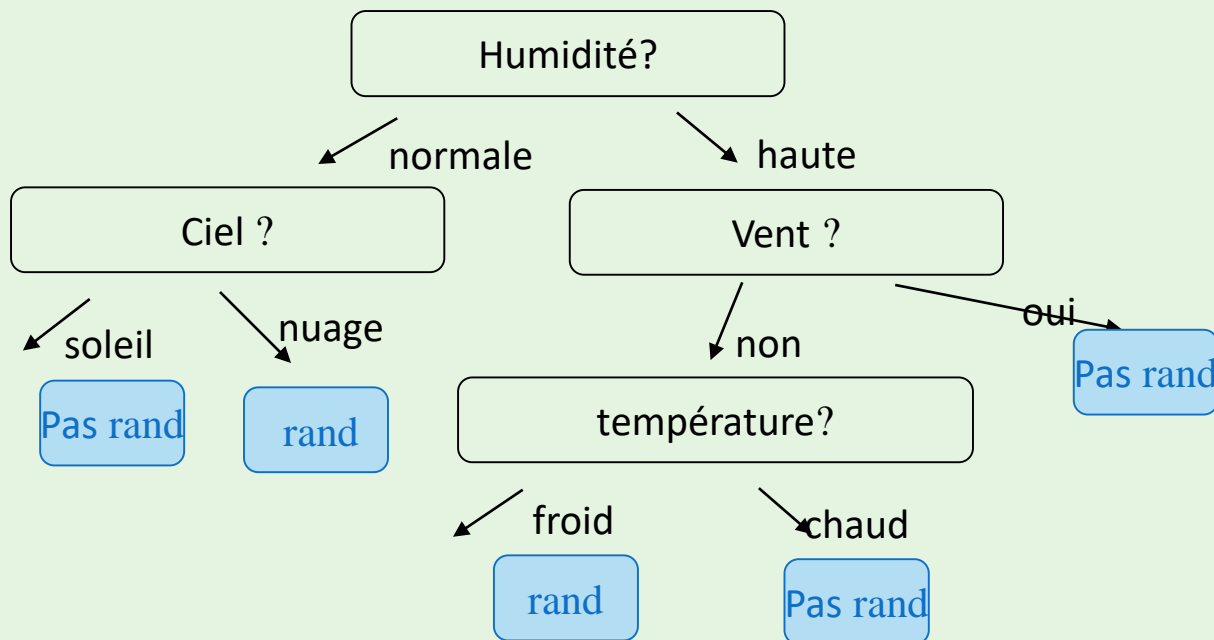 Humidité?
normale
haute
Ciel ?
Vent ?
soleil
nuage
non
oui
Pas rand
rand
Pas rand
température?
froid
chaud
rand
Pas rand